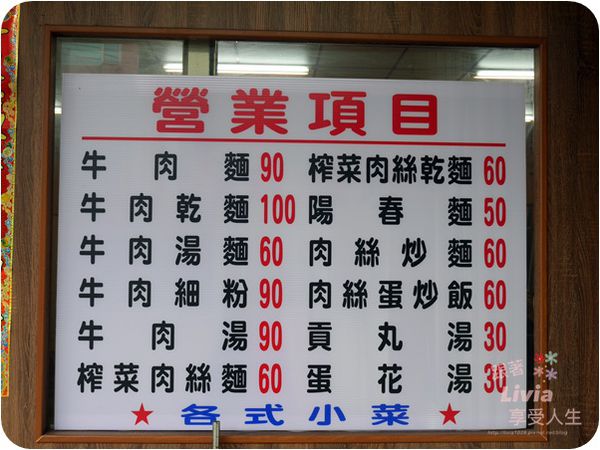 營業項目
牛肉麵 90 榨菜肉絲乾麵 60
牛肉乾麵 100 陽春麵 50
牛肉湯麵 60 肉絲炒麵 60
牛肉細粉 90 肉絲蛋炒飯 60
牛肉湯 90 貢丸湯 30
榨菜肉絲麵 60 蛋花湯 30
★ 各式小菜 ★
跟著
Livia
享受人生